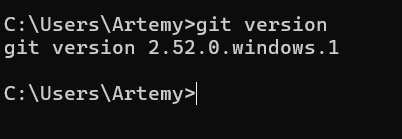 C:\Users\Artemy>git version
git version 2.52.0.windows.1
C:\Users\Artemy>